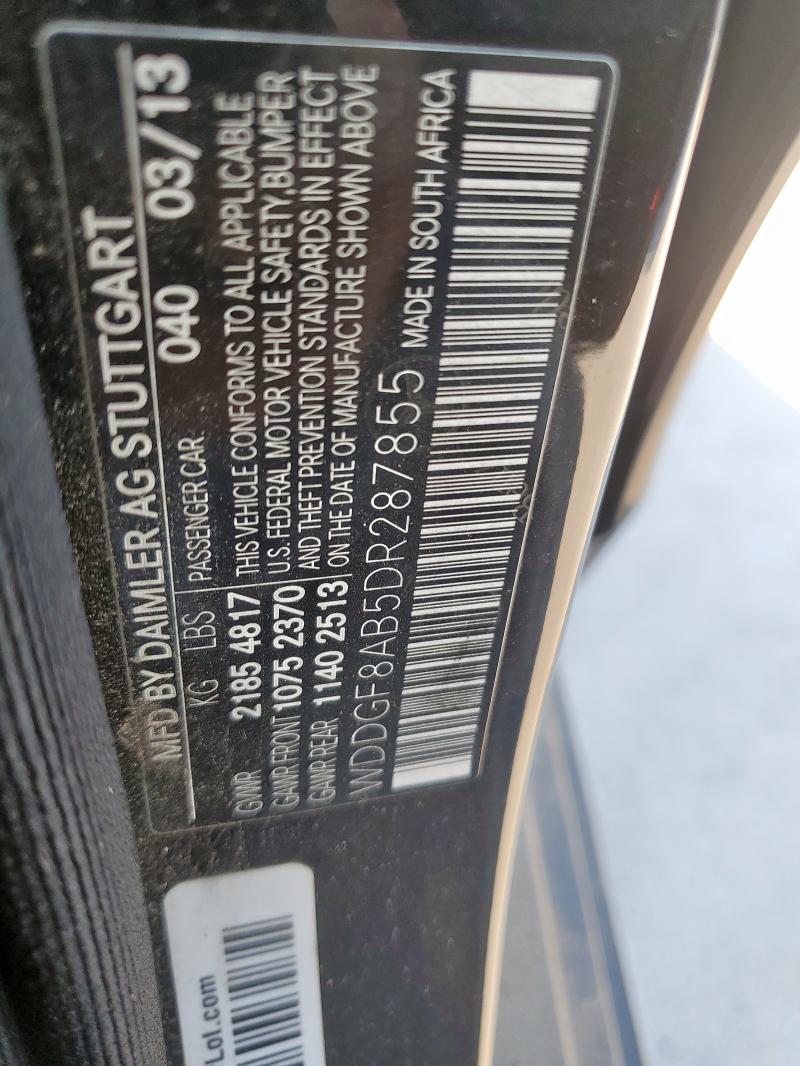 MFD BY DAIMLER AG STUTTGART
040 03/13
KG LBS PASSENGER CAR
GVWR 2185 4817
GAWR FRONT 1075 2370
GAWR REAR 1140 2513
THIS VEHICLE CONFORMS TO ALL APPLICABLE
U.S. FEDERAL MOTOR VEHICLE SAFETY,BUMPER
AND THEFT PREVENTION STANDARDS IN EFFECT
ON THE DATE OF MANUFACTURE SHOWN ABOVE
WDDGF8AB5DR287855 MADE IN SOUTH AFRICA